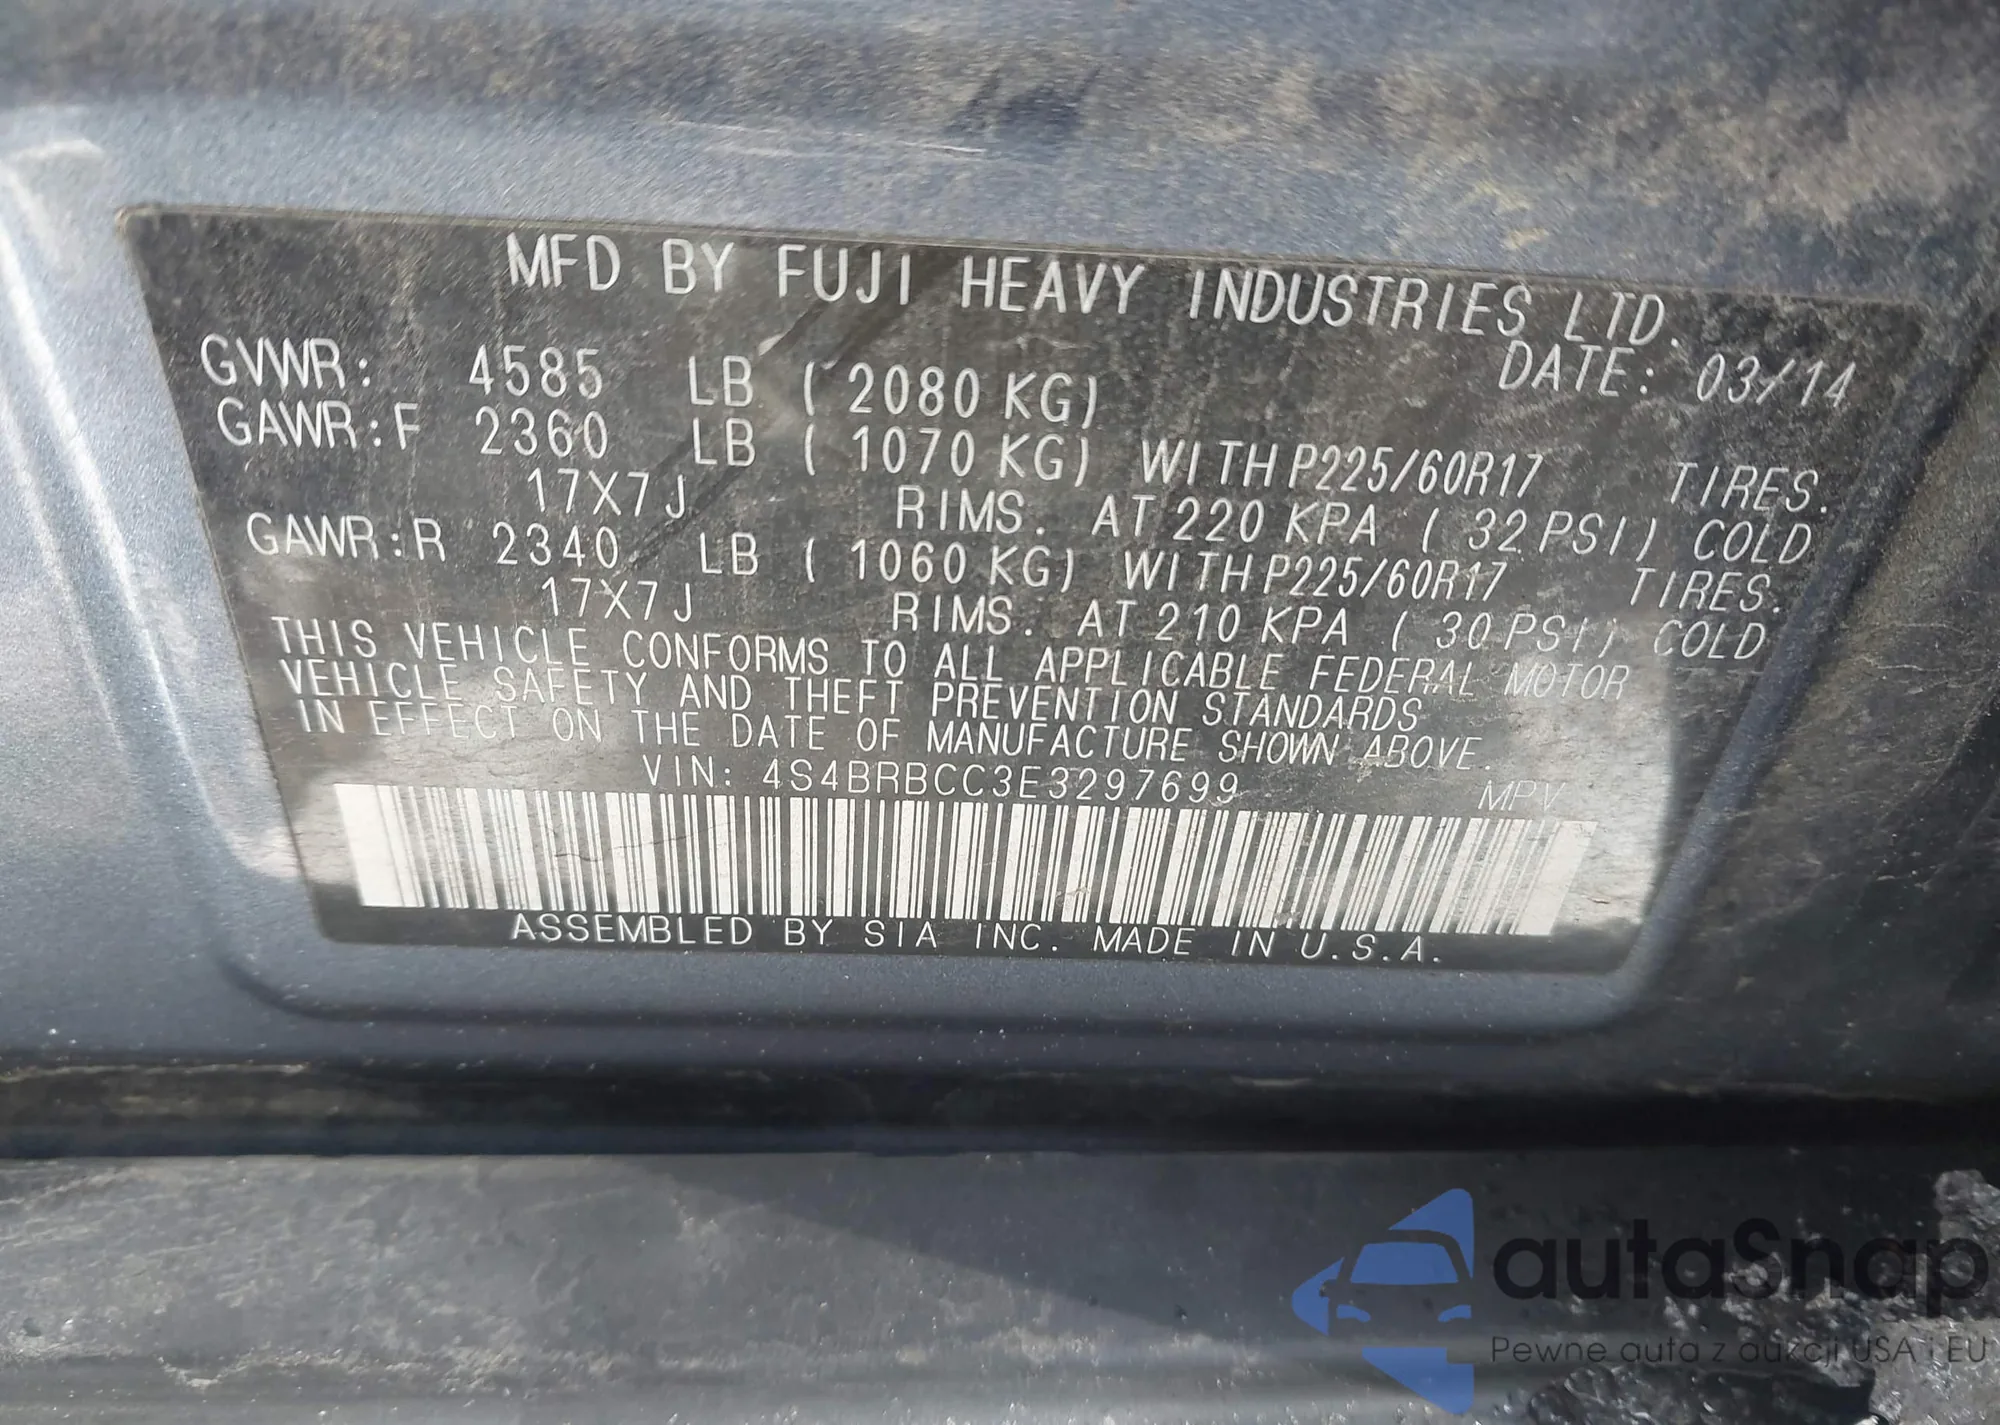 MFD BY FUJI HEAVY INDUSTRIES LTD.
DATE: 03/14
GVWR: 4585 LB ( 2080 KG)
GAWR:F 2360 LB ( 1070 KG) WITH P225/60R17 TIRES.
17X7J RIMS. AT 220 KPA ( 32 PSI) COLD
GAWR:R 2340 LB ( 1060 KG) WITH P225/60R17 TIRES.
17X7J RIMS. AT 210 KPA ( 30 PSI) COLD
THIS VEHICLE CONFORMS TO ALL APPLICABLE FEDERAL MOTOR
VEHICLE SAFETY AND THEFT PREVENTION STANDARDS
IN EFFECT ON THE DATE OF MANUFACTURE SHOWN ABOVE.
VIN: 4S4BRBCC3E3297699 MPV
ASSEMBLED BY SIA INC. MADE IN U.S.A.
autaSnap
Pewne auta z aukcji USA i EU